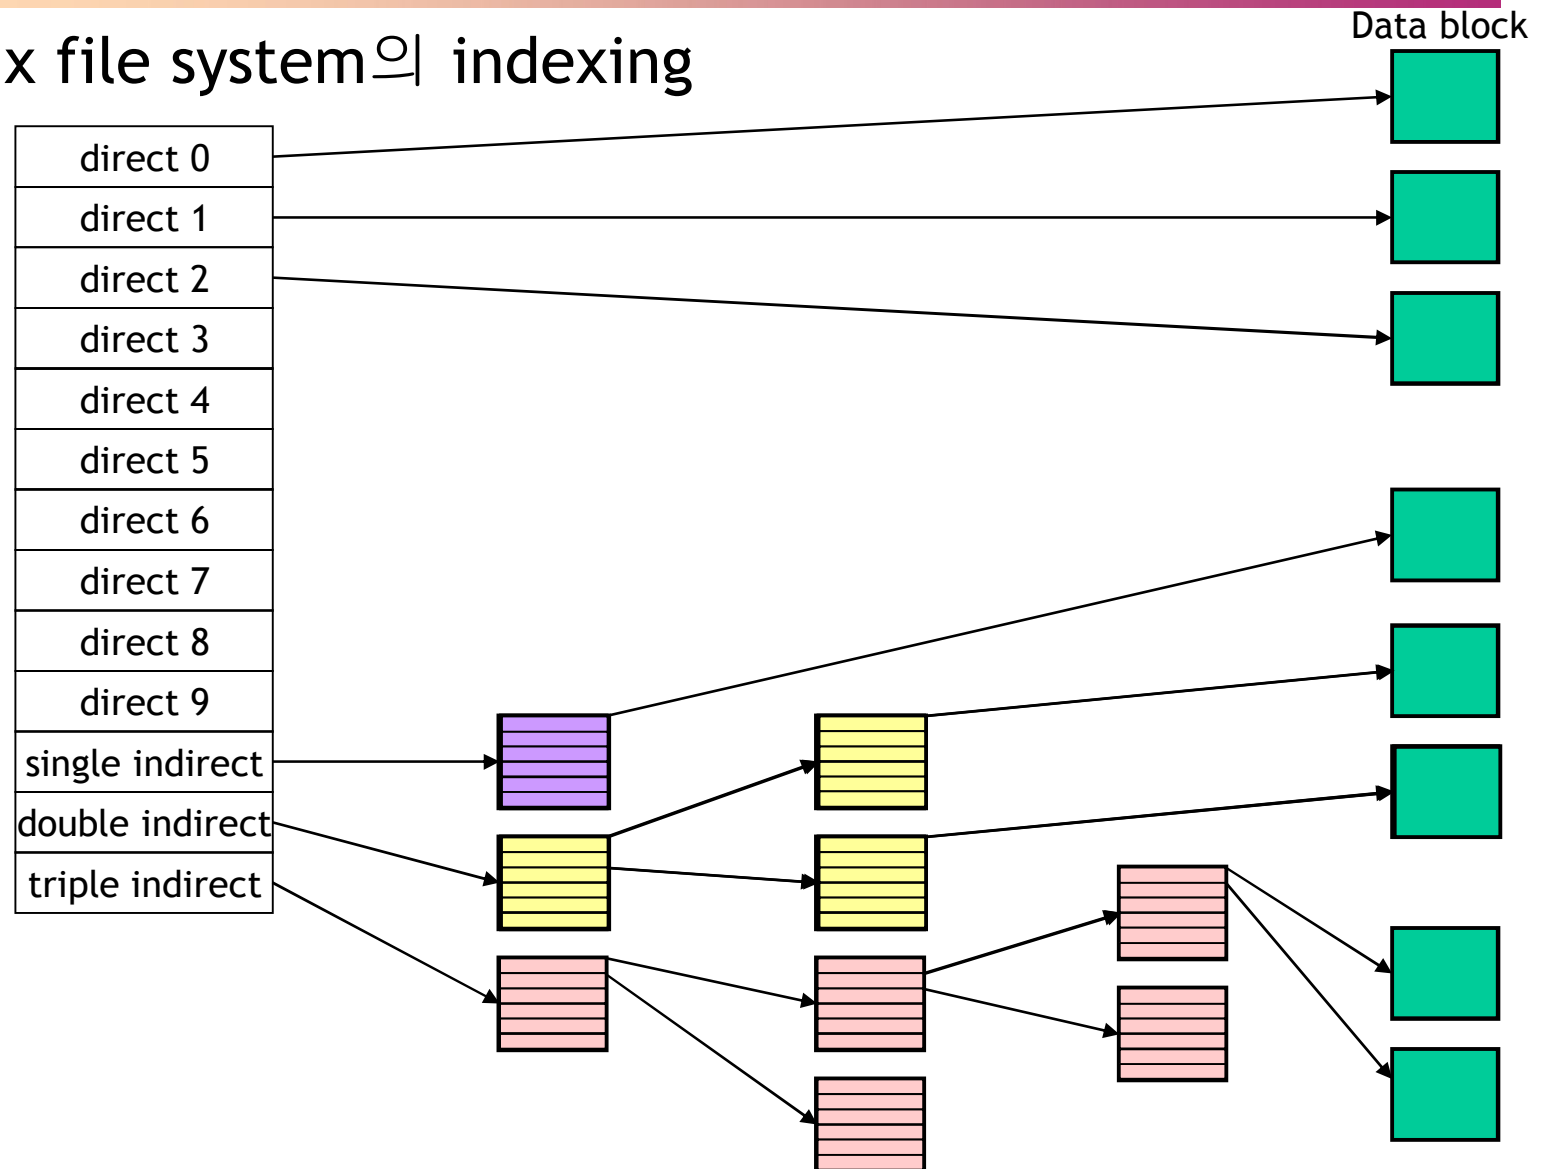 Data block
x file system의 indexing
direct 0
direct 1
direct 2
direct 3
direct 4
direct 5
direct 6
direct 7
direct 8
direct 9
single indirect
double indirect
triple indirect